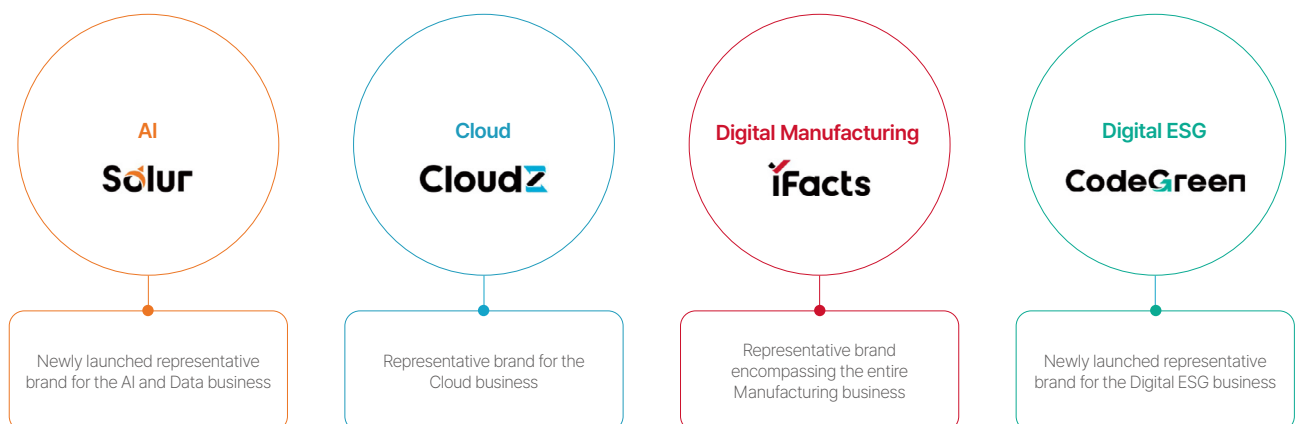 AI
Solur
Newly launched representative
brand for the AI and Data business
Cloud
CloudZ
Representative brand for the
Cloud business
Digital Manufacturing
iFacts
Representative brand
encompassing the entire
Manufacturing business
Digital ESG
CodeGreen
Newly launched representative
brand for the Digital ESG business